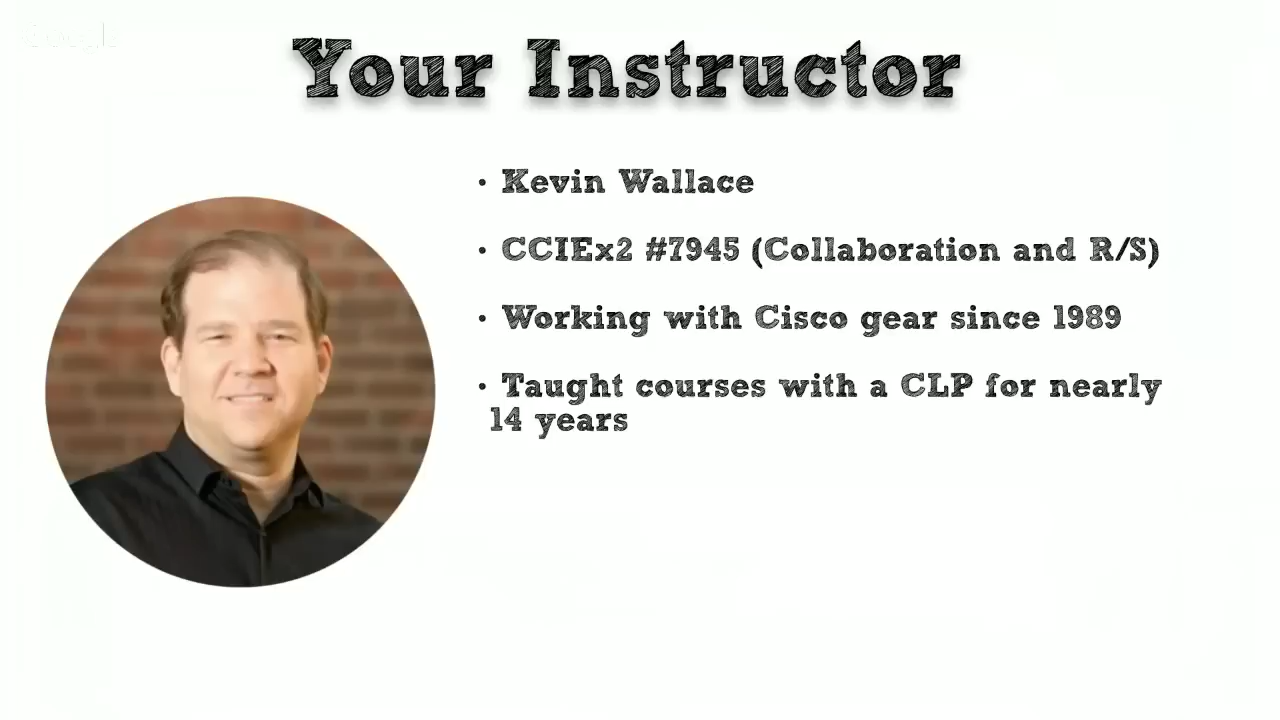 Your Instructor
• Kevin Wallace
• CCIEx2 #7945 (Collaboration and R/S)
• Working with Cisco gear since 1989
• Taught courses with a CLP for nearly
14 years